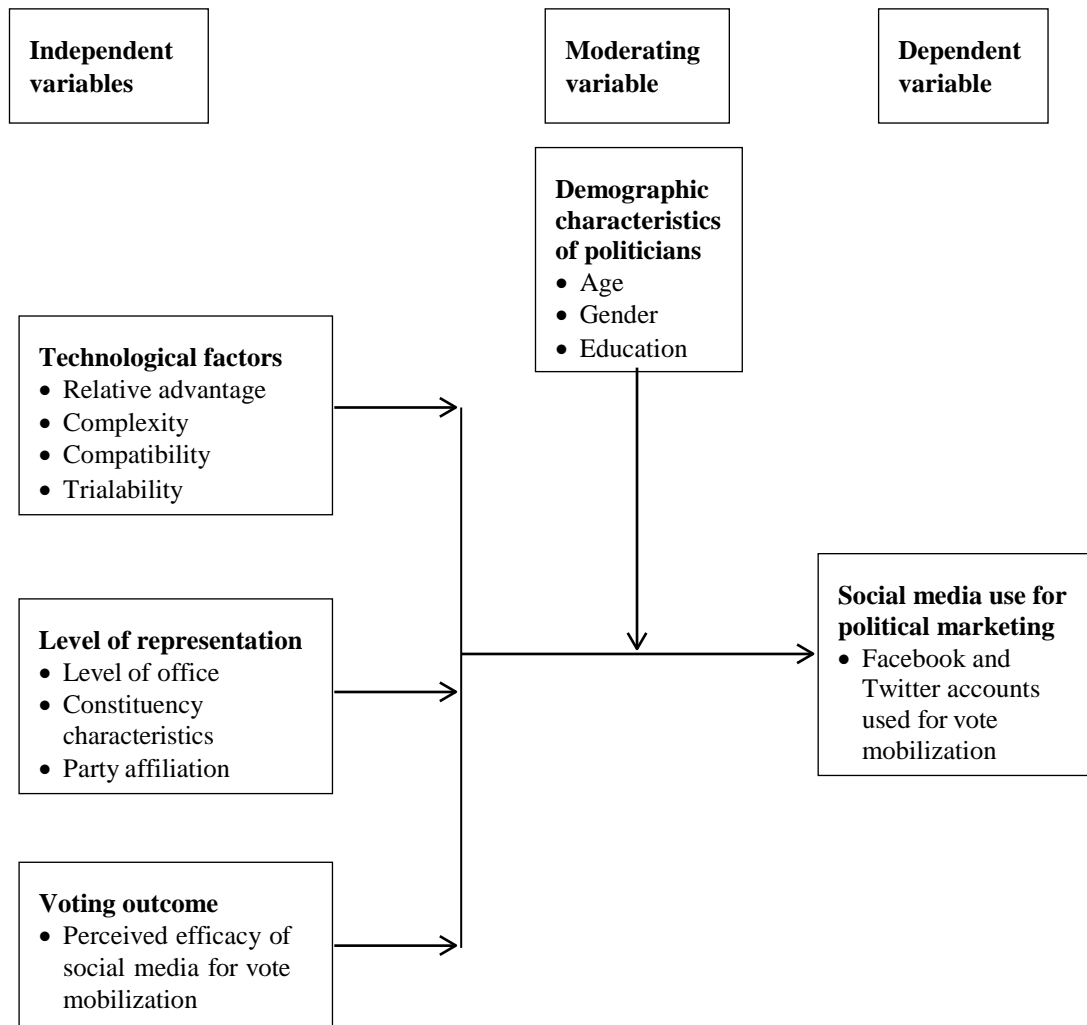 Independent
variables
Moderating
variable
Dependent
variable
Demographic
characteristics
of politicians
• Age
• Gender
• Education
Technological factors
• Relative advantage
• Complexity
• Compatibility
• Trialability
Level of representation
• Level of office
• Constituency
characteristics
• Party affiliation
Social media use for
political marketing
• Facebook and
Twitter accounts
used for vote
mobilization
Voting outcome
• Perceived efficacy of
social media for vote
mobilization